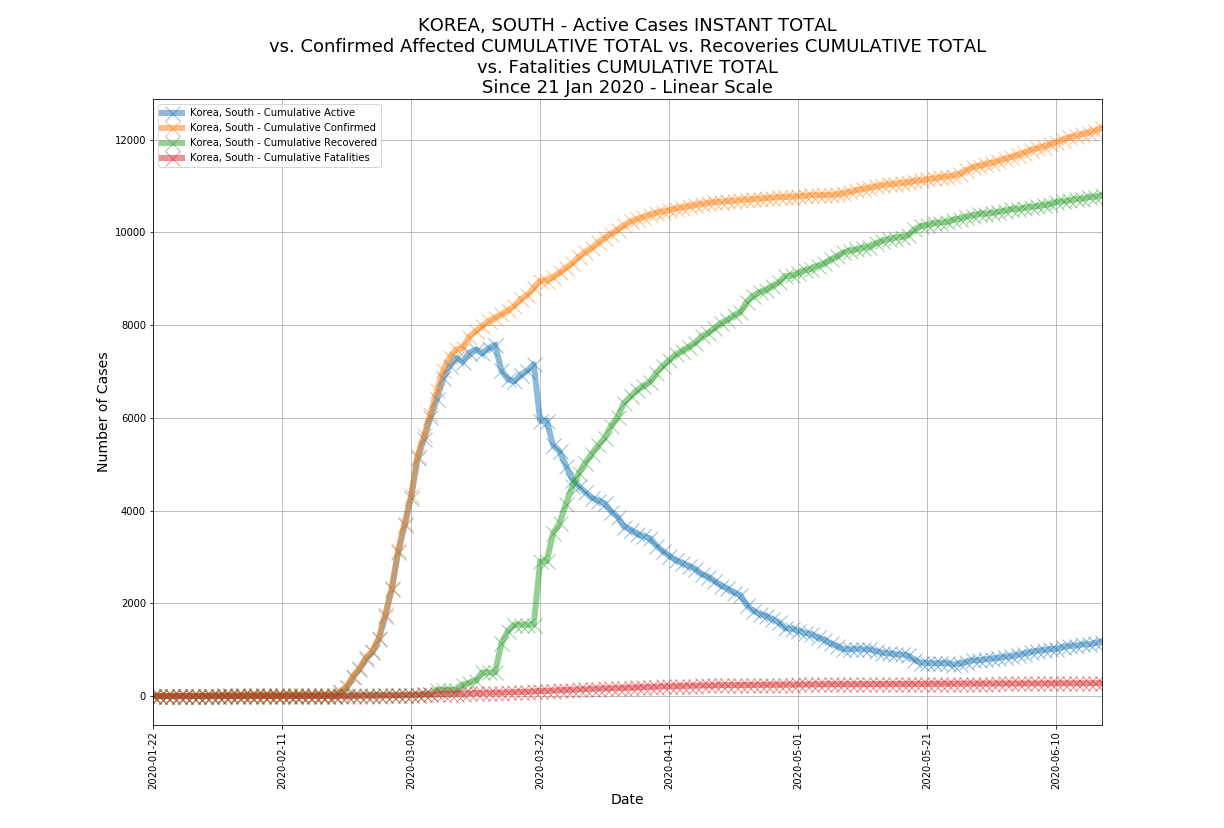 KOREA, SOUTH - Active Cases INSTANT TOTAL
vs. Confirmed Affected CUMULATIVE TOTAL vs. Recoveries CUMULATIVE TOTAL
vs. Fatalities CUMULATIVE TOTAL
Since 21 Jan 2020 - Linear Scale
Korea, South - Cumulative Active
Korea, South - Cumulative Confirmed
Korea, South - Cumulative Recovered
Korea, South - Cumulative Fatalities
Number of Cases
12000
10000
8000
6000
4000
2000
0
2020-01-22
2020-02-11
2020-03-02
2020-03-22
2020-04-11
2020-05-01
2020-05-21
2020-06-10
Date